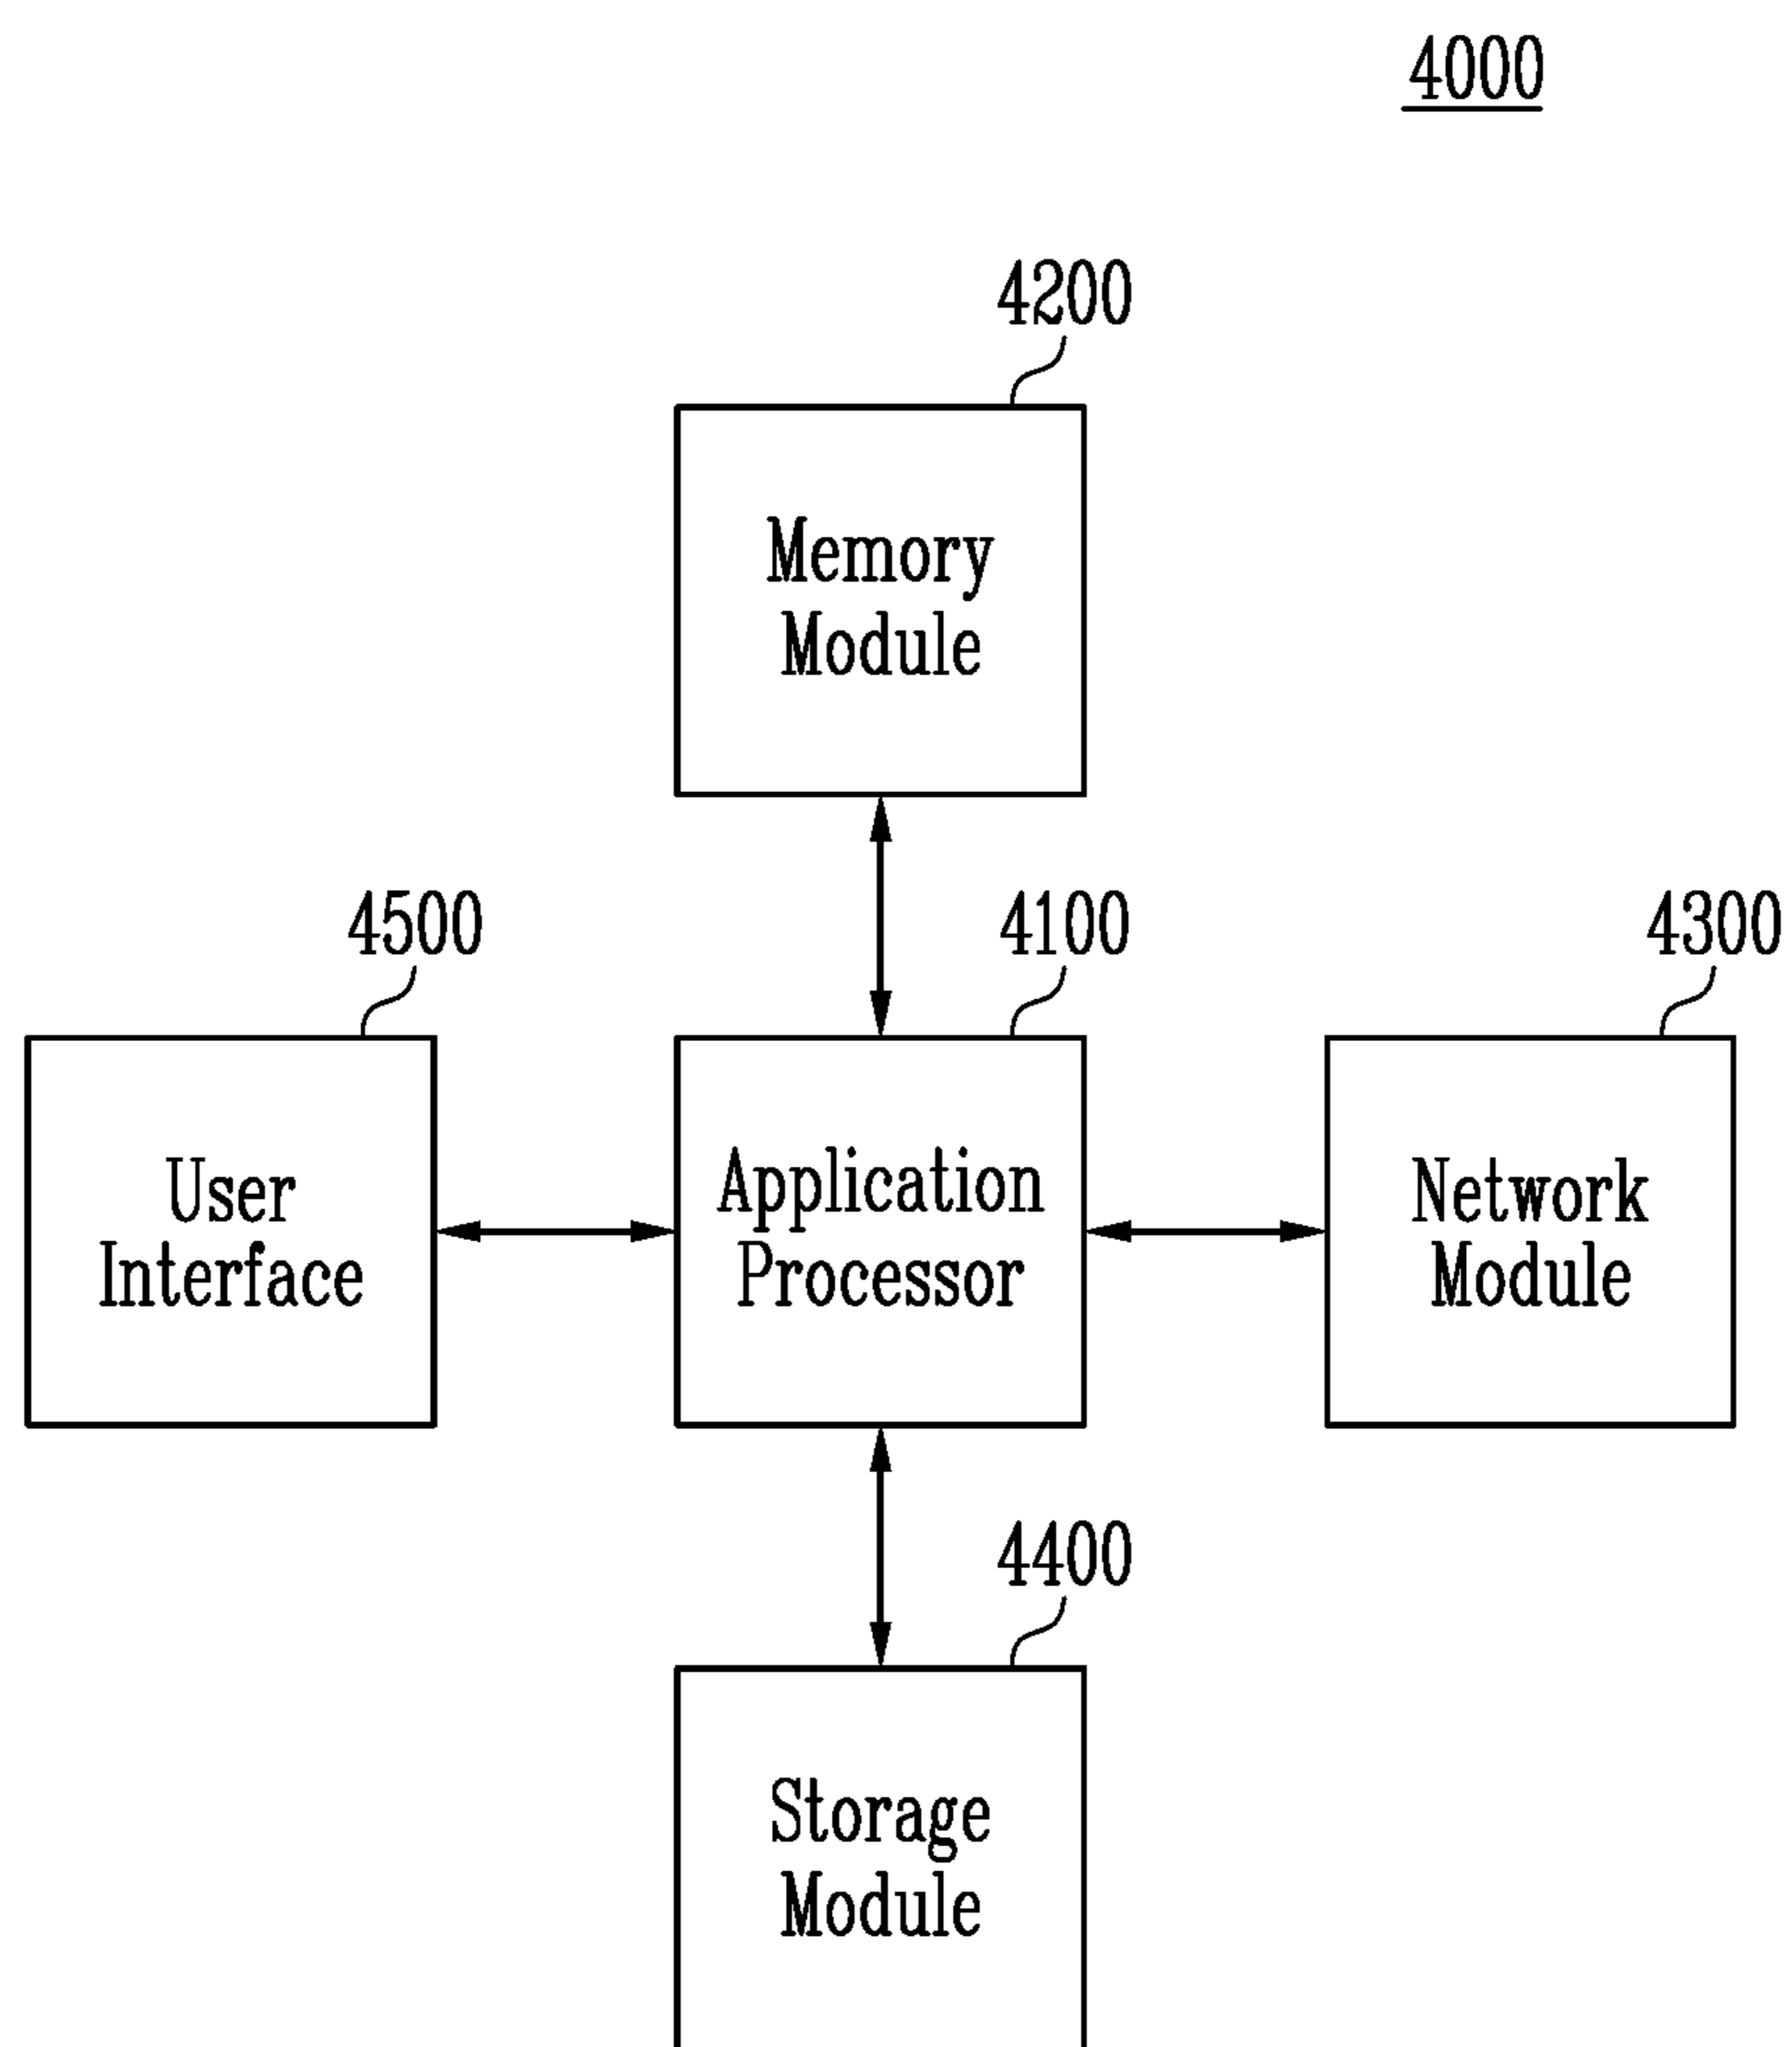 4000
4200
Memory
Module
4500
4100
4300
User
Interface
Application
Processor
Network
Module
4400
Storage
Module